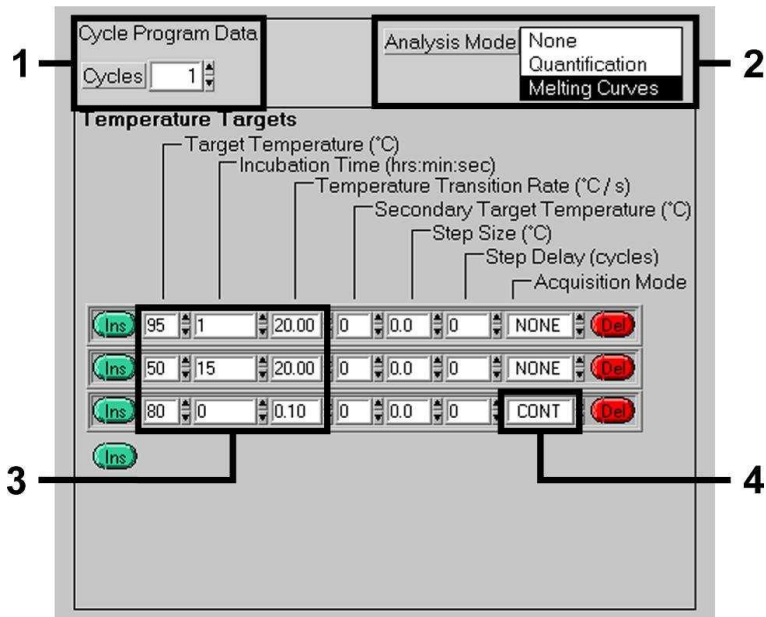 Cycle Program Data
Cycles 1
Analysis Mode None
Quantification
Melting Curves
1
2
Temperature Targets
Target Temperature (°C)
Incubation Time (hrs:min:sec)
Temperature Transition Rate (°C / s)
Secondary Target Temperature (°C)
Step Size (°C)
Step Delay (cycles)
Acquisition Mode
Ins 95 1 20.00 0 0.0 0 NONE Del
Ins 50 15 20.00 0 0.0 0 NONE Del
Ins 80 0 0.10 0 0.0 0 CONT Del
Ins
3
4